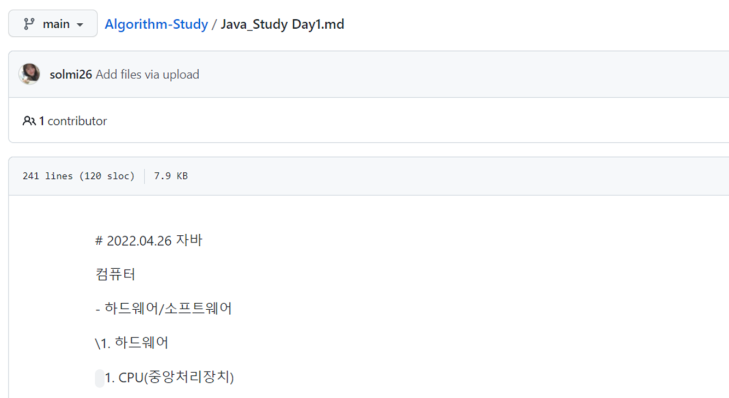 main
Algorithm-Study / Java_Study Day1.md
solmi26 Add files via upload
1 contributor
241 lines (120 sloc) 7.9 KB
# 2022.04.26 자바
컴퓨터
- 하드웨어/소프트웨어
\1. 하드웨어
1. CPU(중앙처리장치)